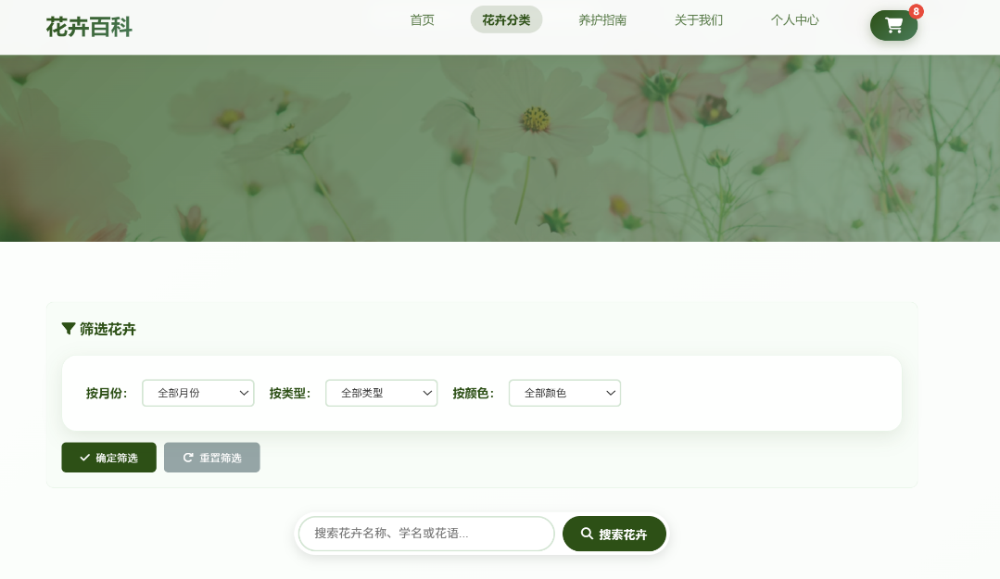 花卉百科
首页 花卉分类 养护指南 关于我们 个人中心 8
筛选花卉
按月份： 全部月份 按类型： 全部类型 按颜色： 全部颜色
确定筛选 重置筛选
搜索花卉名称、学名或花语... 搜索花卉